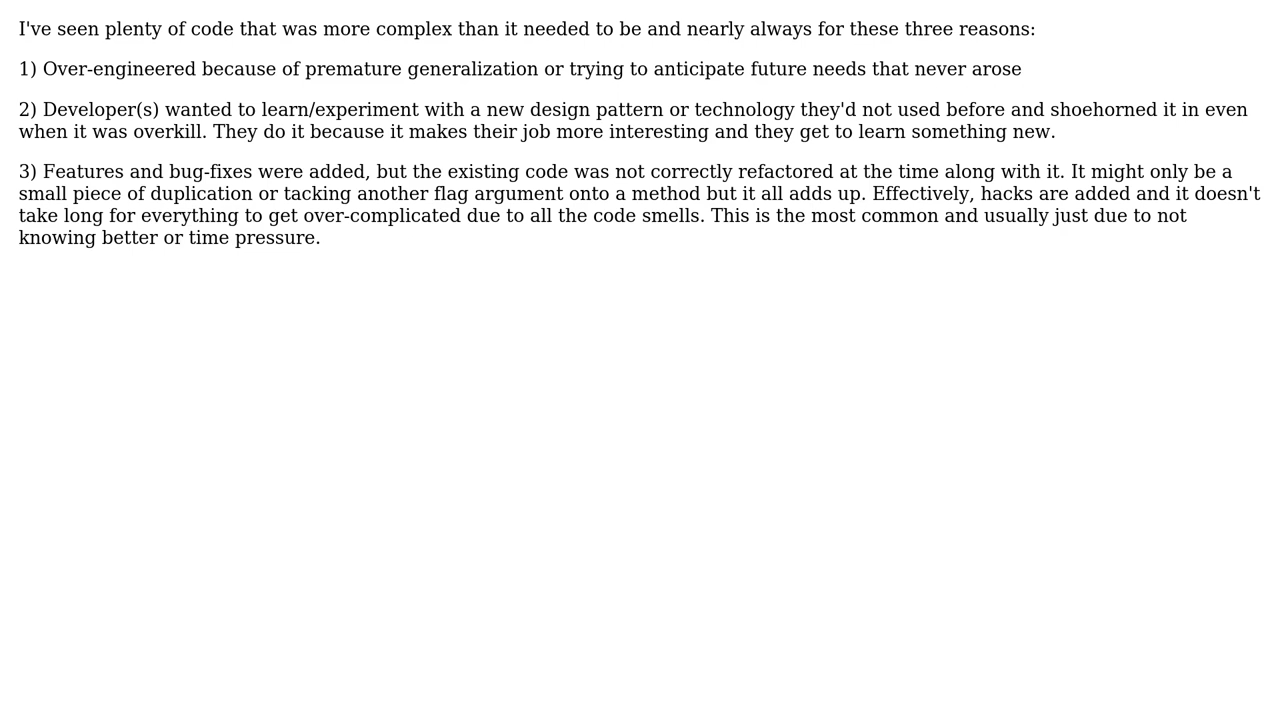 I've seen plenty of code that was more complex than it needed to be and nearly always for these three reasons:
1) Over-engineered because of premature generalization or trying to anticipate future needs that never arose
2) Developer(s) wanted to learn/experiment with a new design pattern or technology they'd not used before and shoehorned it in even
when it was overkill. They do it because it makes their job more interesting and they get to learn something new.
3) Features and bug-fixes were added, but the existing code was not correctly refactored at the time along with it. It might only be a
small piece of duplication or tacking another flag argument onto a method but it all adds up. Effectively, hacks are added and it doesn't
take long for everything to get over-complicated due to all the code smells. This is the most common and usually just due to not
knowing better or time pressure.